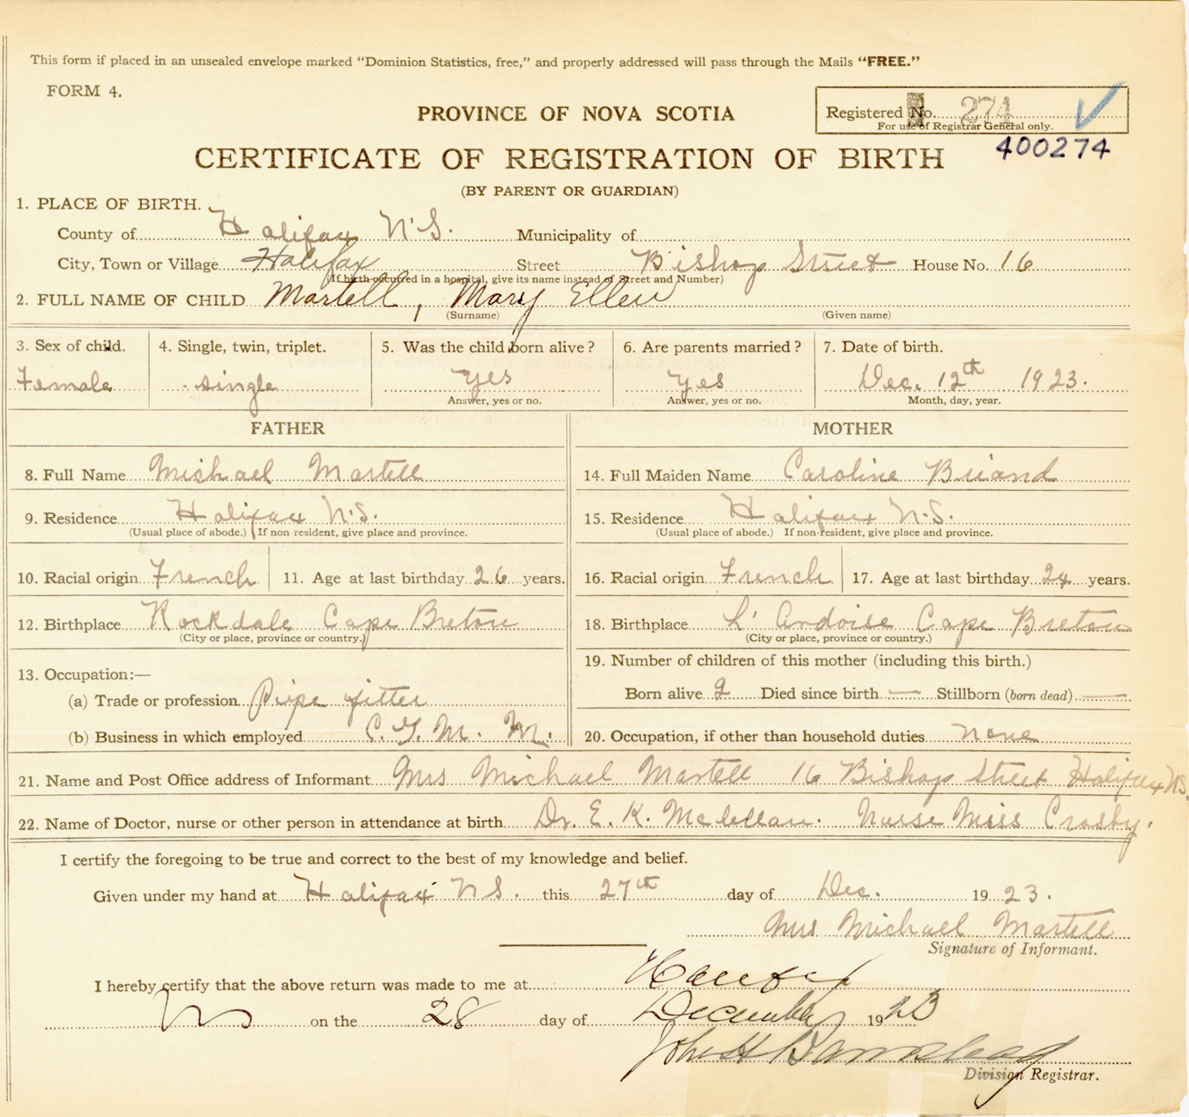 This form if placed in an unsealed envelope marked "Dominion Statistics, free," and properly addressed will pass through the Mails "FREE."
FORM 4.
PROVINCE OF NOVA SCOTIA
Registered No. 274
For use of Registrar General only.
CERTIFICATE OF REGISTRATION OF BIRTH
400274
(BY PARENT OR GUARDIAN)
1. PLACE OF BIRTH.
County of Halifax N.S. Municipality of
City, Town or Village Halifax Street Bishop Street House No. 16
(If birth occurred in a hospital, give its name instead of Street and Number)
2. FULL NAME OF CHILD Martell, Mary Ellen
(Surname) (Given name)
3. Sex of child. 4. Single, twin, triplet. 5. Was the child born alive? 6. Are parents married? 7. Date of birth.
Female single Yes Yes Dec. 12th 1923.
Answer, yes or no. Answer, yes or no. Month, day, year.
FATHER MOTHER
8. Full Name Michael Martell 14. Full Maiden Name Caroline Briand
9. Residence Halifax N.S. 15. Residence Halifax N.S.
(Usual place of abode.) If non-resident, give place and province. (Usual place of abode.) If non-resident, give place and province.
10. Racial origin French 11. Age at last birthday 26 years. 16. Racial origin French 17. Age at last birthday 24 years.
12. Birthplace Rockdale Cape Breton 18. Birthplace L'Ardoise Cape Breton
(City or place, province or country.) (City or place, province or country.)
13. Occupation:— 19. Number of children of this mother (including this birth.)
(a) Trade or profession Pipe fitter Born alive 2 Died since birth — Stillborn (born dead) —
(b) Business in which employed C.G.M.M. 20. Occupation, if other than household duties none
21. Name and Post Office address of Informant Mrs Michael Martell 16 Bishop Street Halifax N.S.
22. Name of Doctor, nurse or other person in attendance at birth Dr. E. K. Mclellan. Nurse Miss Crosby.
I certify the foregoing to be true and correct to the best of my knowledge and belief.
Given under my hand at Halifax N.S. this 27th day of Dec. 1923.
Mrs Michael Martell
Signature of Informant.
I hereby certify that the above return was made to me at Halifax
NS on the 28 day of December 1923
John H Barnstead
Division Registrar.